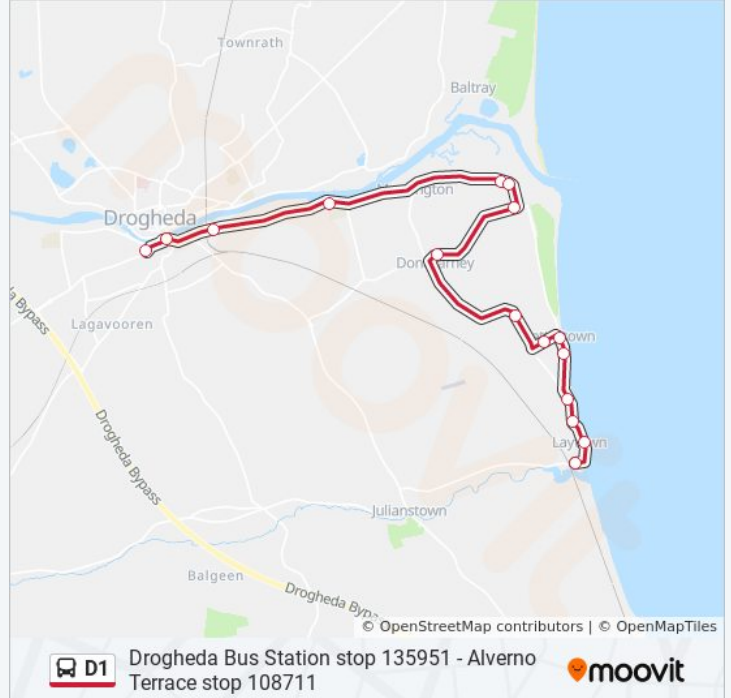 Townrath
Baltray
Drogheda
Lagavooren
Drogheda Bypass
Julianstown
Balgeen
Drogheda
© OpenStreetMap contributors | © OpenMapTiles
D1
Drogheda Bus Station stop 135951 - Alverno
Terrace stop 108711
moovit